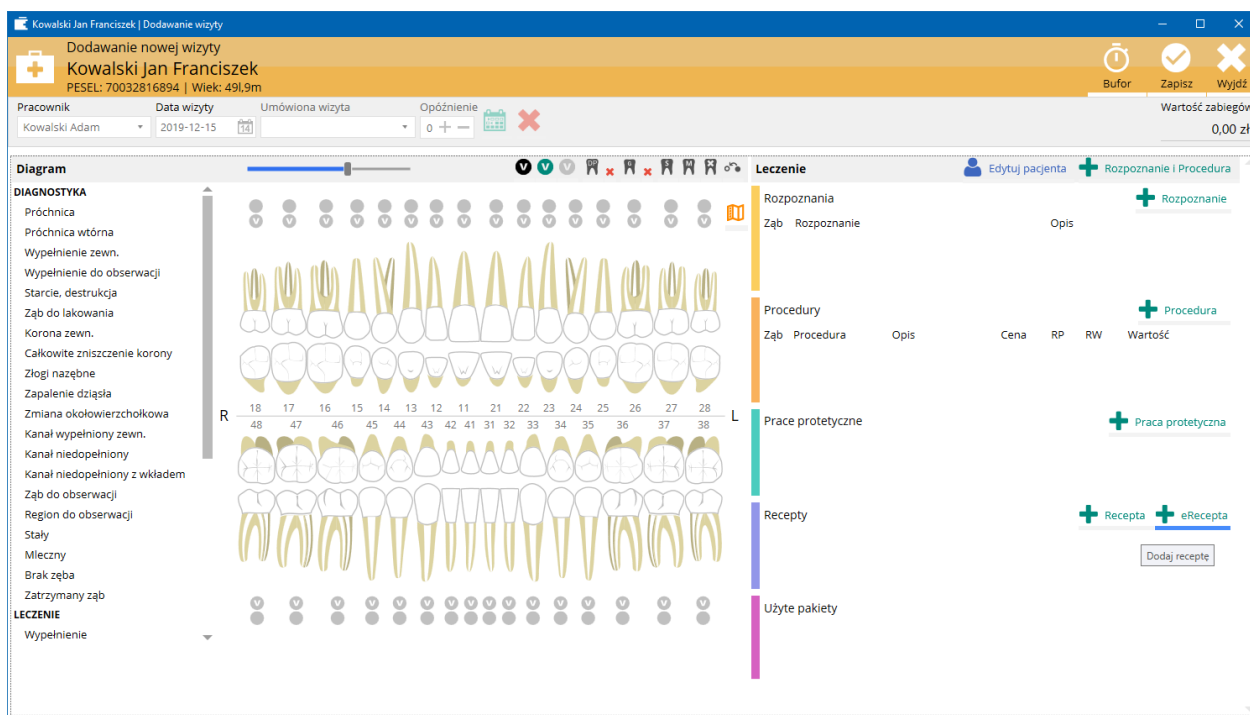 Kowalski Jan Franciszek | Dodawanie wizyty
Dodawanie nowej wizyty
Kowalski Jan Franciszek
PESEL: 70032816894 | Wiek: 49l,9m
Bufor Zapisz Wyjdź
Pracownik Data wizyty Umówiona wizyta Opóźnienie Wartość zabiegów
Kowalski Adam 2019-12-15 14 0 0,00 zł
Diagram V V V DP G S M Leczenie Edytuj pacjenta Rozpoznanie i Procedura
DIAGNOSTYKA
Próchnica
Próchnica wtórna
Wypełnienie zewn.
Wypełnienie do obserwacji
Starcie, destrukcja
Ząb do lakowania
Korona zewn.
Całkowite zniszczenie korony
Złogi nazębne
Zapalenie dziąsła
Zmiana okołowierzchołkowa
Kanał wypełniony zewn.
Kanał niedopełniony
Kanał niedopełniony z wkładem
Ząb do obserwacji
Region do obserwacji
Stały
Mleczny
Brak zęba
Zatrzymany ząb
LECZENIE
Wypełnienie
V V V V V V V V V V V V V V V V
18 17 16 15 14 13 12 11 21 22 23 24 25 26 27 28
R L
48 47 46 45 44 43 42 41 31 32 33 34 35 36 37 38
V V V V V V V V V V V V V V V V
Rozpoznania Rozpoznanie
Ząb Rozpoznanie Opis
Procedury Procedura
Ząb Procedura Opis Cena RP RW Wartość
Prace protetyczne Praca protetyczna
Recepty Recepta eRecepta
Dodaj receptę
Użyte pakiety